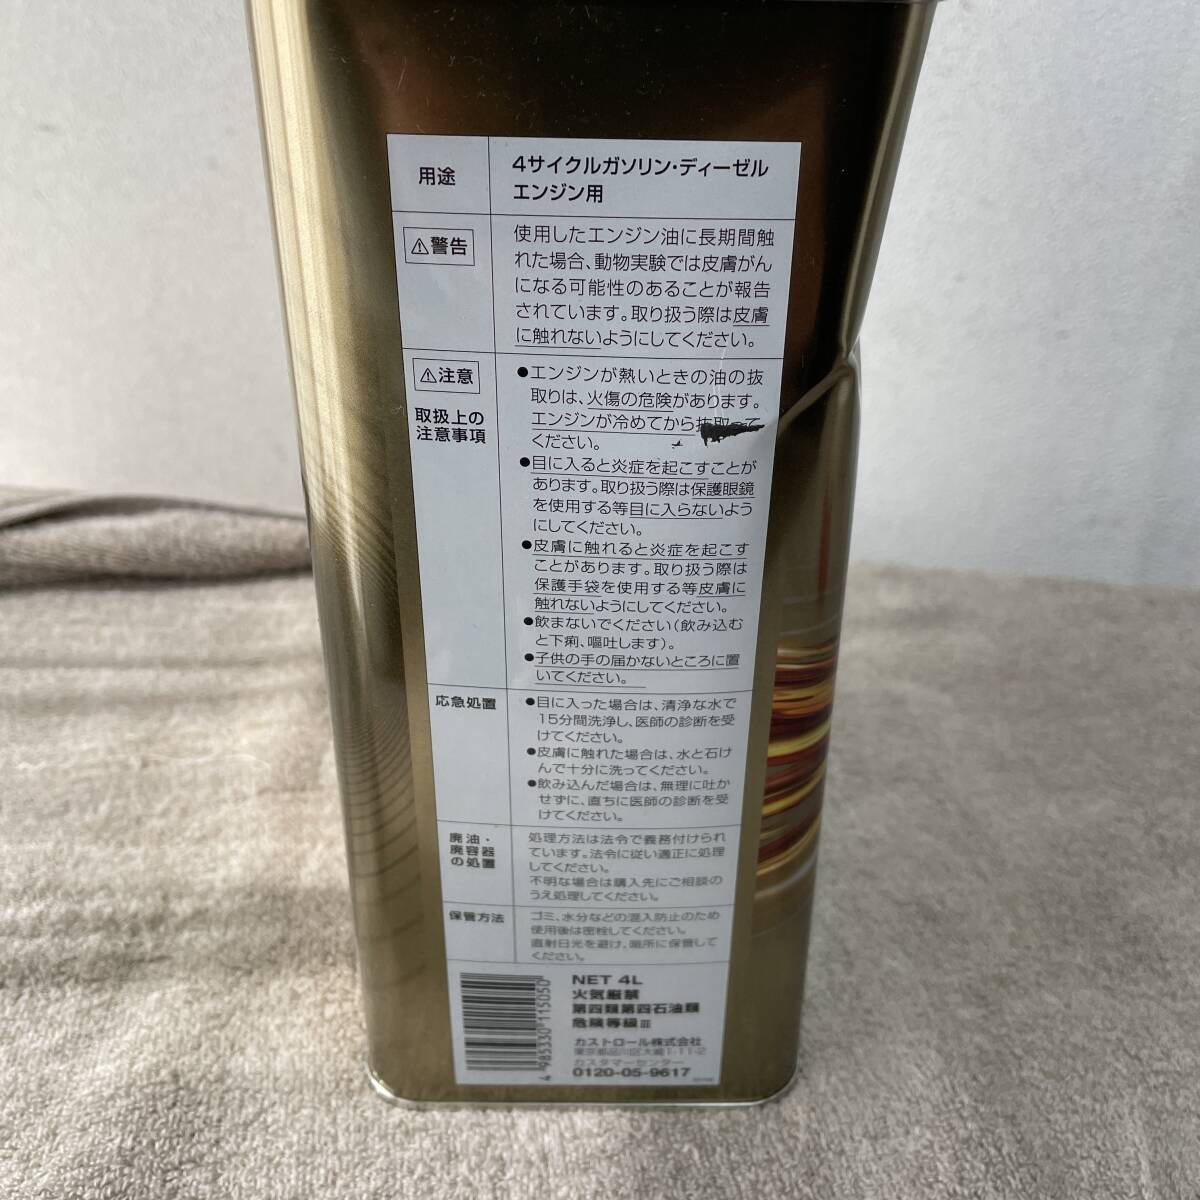 用途
4サイクルガソリン・ディーゼル
エンジン用
⚠警告
使用したエンジン油に長期間触
れた場合、動物実験では皮膚がん
になる可能性のあることが報告
されています。取り扱う際は皮膚
に触れないようにしてください。
⚠注意
取扱上の
注意事項
●エンジンが熱いときの油の抜
取りは、火傷の危険があります。
エンジンが冷めてから抜取って
ください。
●目に入ると炎症を起こすことが
あります。取り扱う際は保護眼鏡
を使用する等目に入らないよう
にしてください。
●皮膚に触れると炎症を起こす
ことがあります。取り扱う際は
保護手袋を使用する等皮膚に
触れないようにしてください。
●飲まないでください(飲み込む
と下痢、嘔吐します)。
●子供の手の届かないところに置
いてください。
応急処置
●目に入った場合は、清浄な水で
15分間洗浄し、医師の診断を受
けてください。
●皮膚に触れた場合は、水と石け
んで十分に洗ってください。
●飲み込んだ場合は、無理に吐か
せずに、直ちに医師の診断を受
けてください。
廃油・
廃容器
の処置
処理方法は法令で義務付けられ
ています。法令に従い適正に処理
してください。
不明な場合は購入先にご相談の
うえ処理してください。
保管方法
ゴミ、水分などの混入防止のため
使用後は密栓してください。
直射日光を避け、暗所に保管して
ください。
4 985330 115050
NET 4L
火気厳禁
第四類第四石油類
危険等級Ⅲ
カストロール株式会社
東京都品川区大崎1-11-2
カスタマーセンター
0120-05-9617